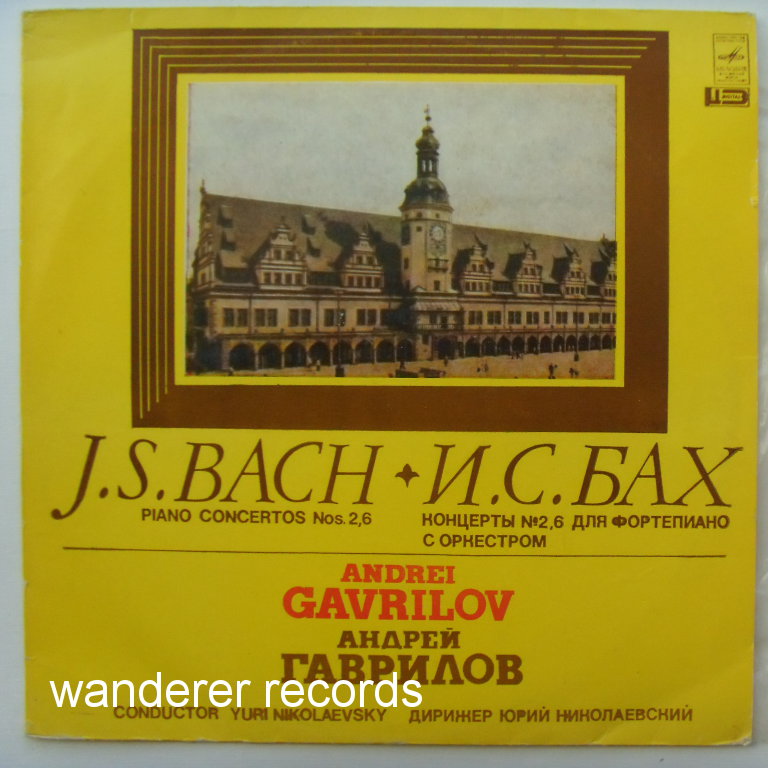 DIGITAL
J.S.BACH ✦ И.С.БАХ
PIANO CONCERTOS Nos. 2,6
КОНЦЕРТЫ №2,6 ДЛЯ ФОРТЕПИАНО
С ОРКЕСТРОМ
ANDREI
GAVRILOV
АНДРЕЙ
ГАВРИЛОВ
wanderer records
CONDUCTOR YURI NIKOLAEVSKY ДИРИЖЕР ЮРИЙ НИКОЛАЕВСКИЙ